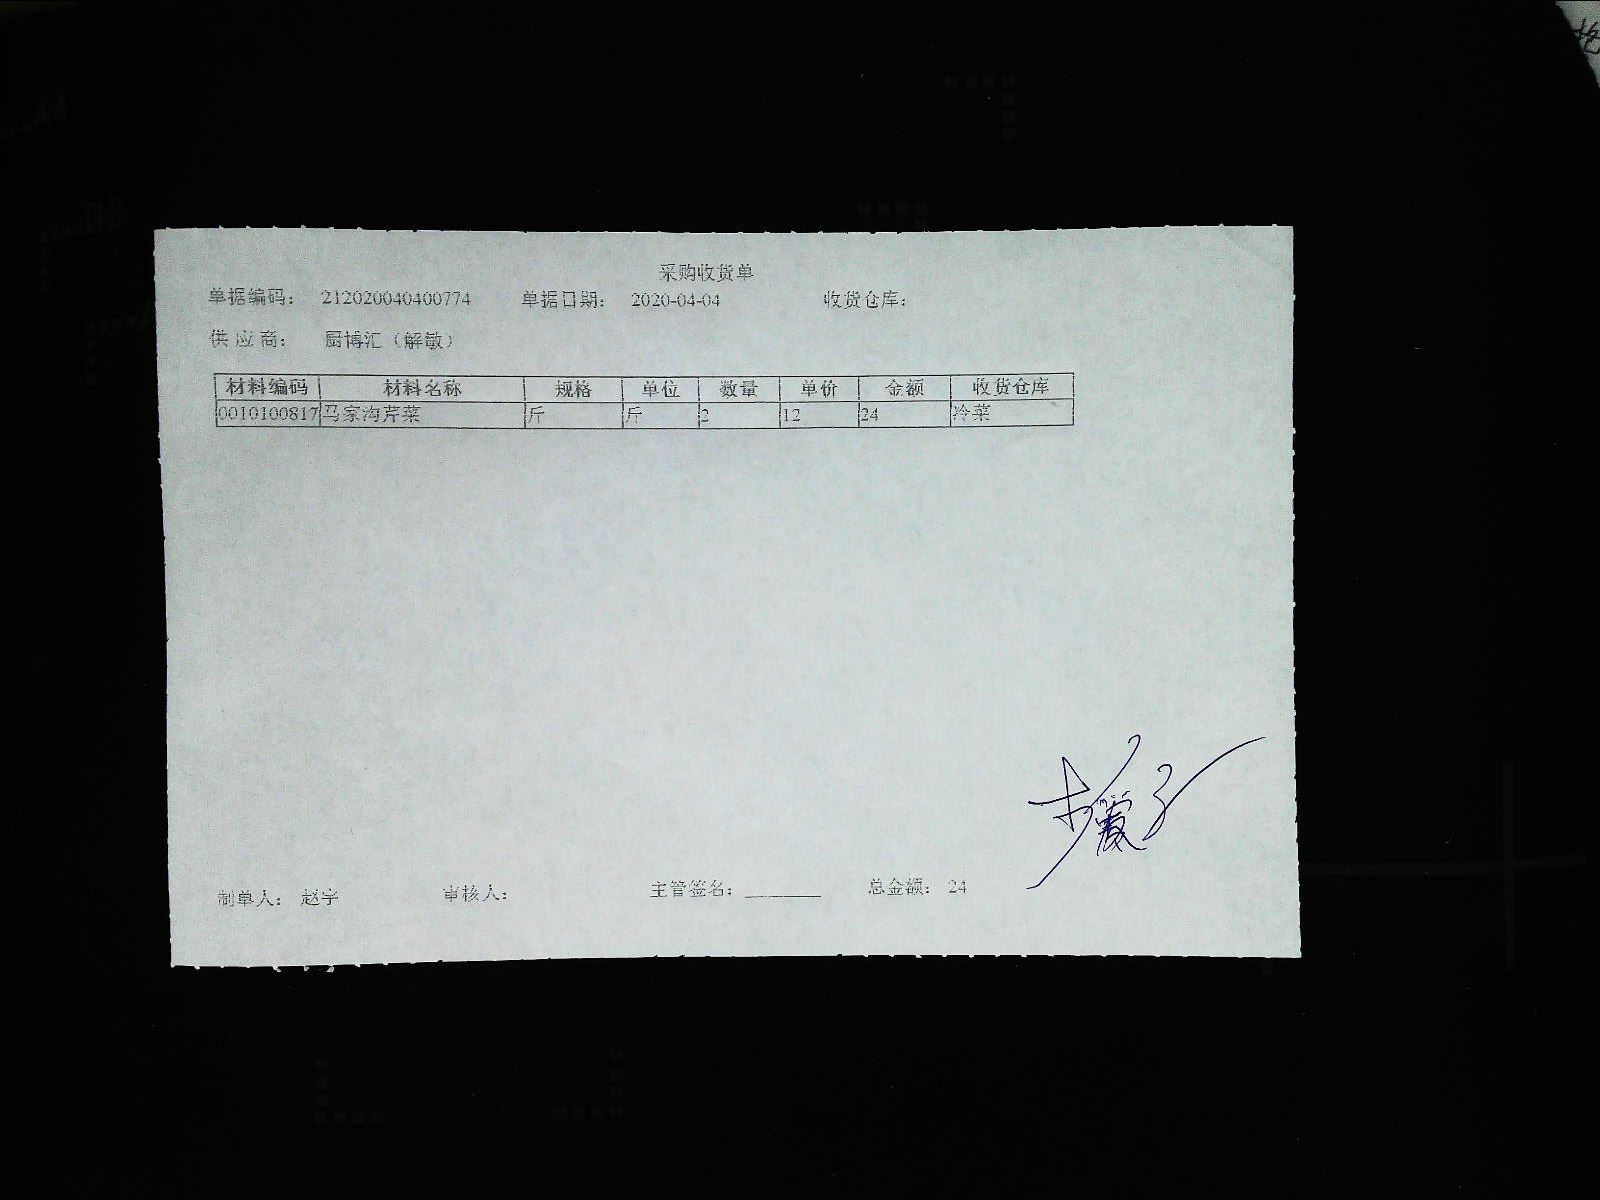 采购收货单
单据编码： 212020040400774 单据日期： 2020-04-04 收货仓库：
供 应 商： 厨博汇（解敏）
材料编码 材料名称 规格 单位 数量 单价 金额 收货仓库
0010100817 马家沟芹菜 斤 斤 2 12 24 冷菜
制单人： 赵宇 审核人： 主管签名： 总金额： 24